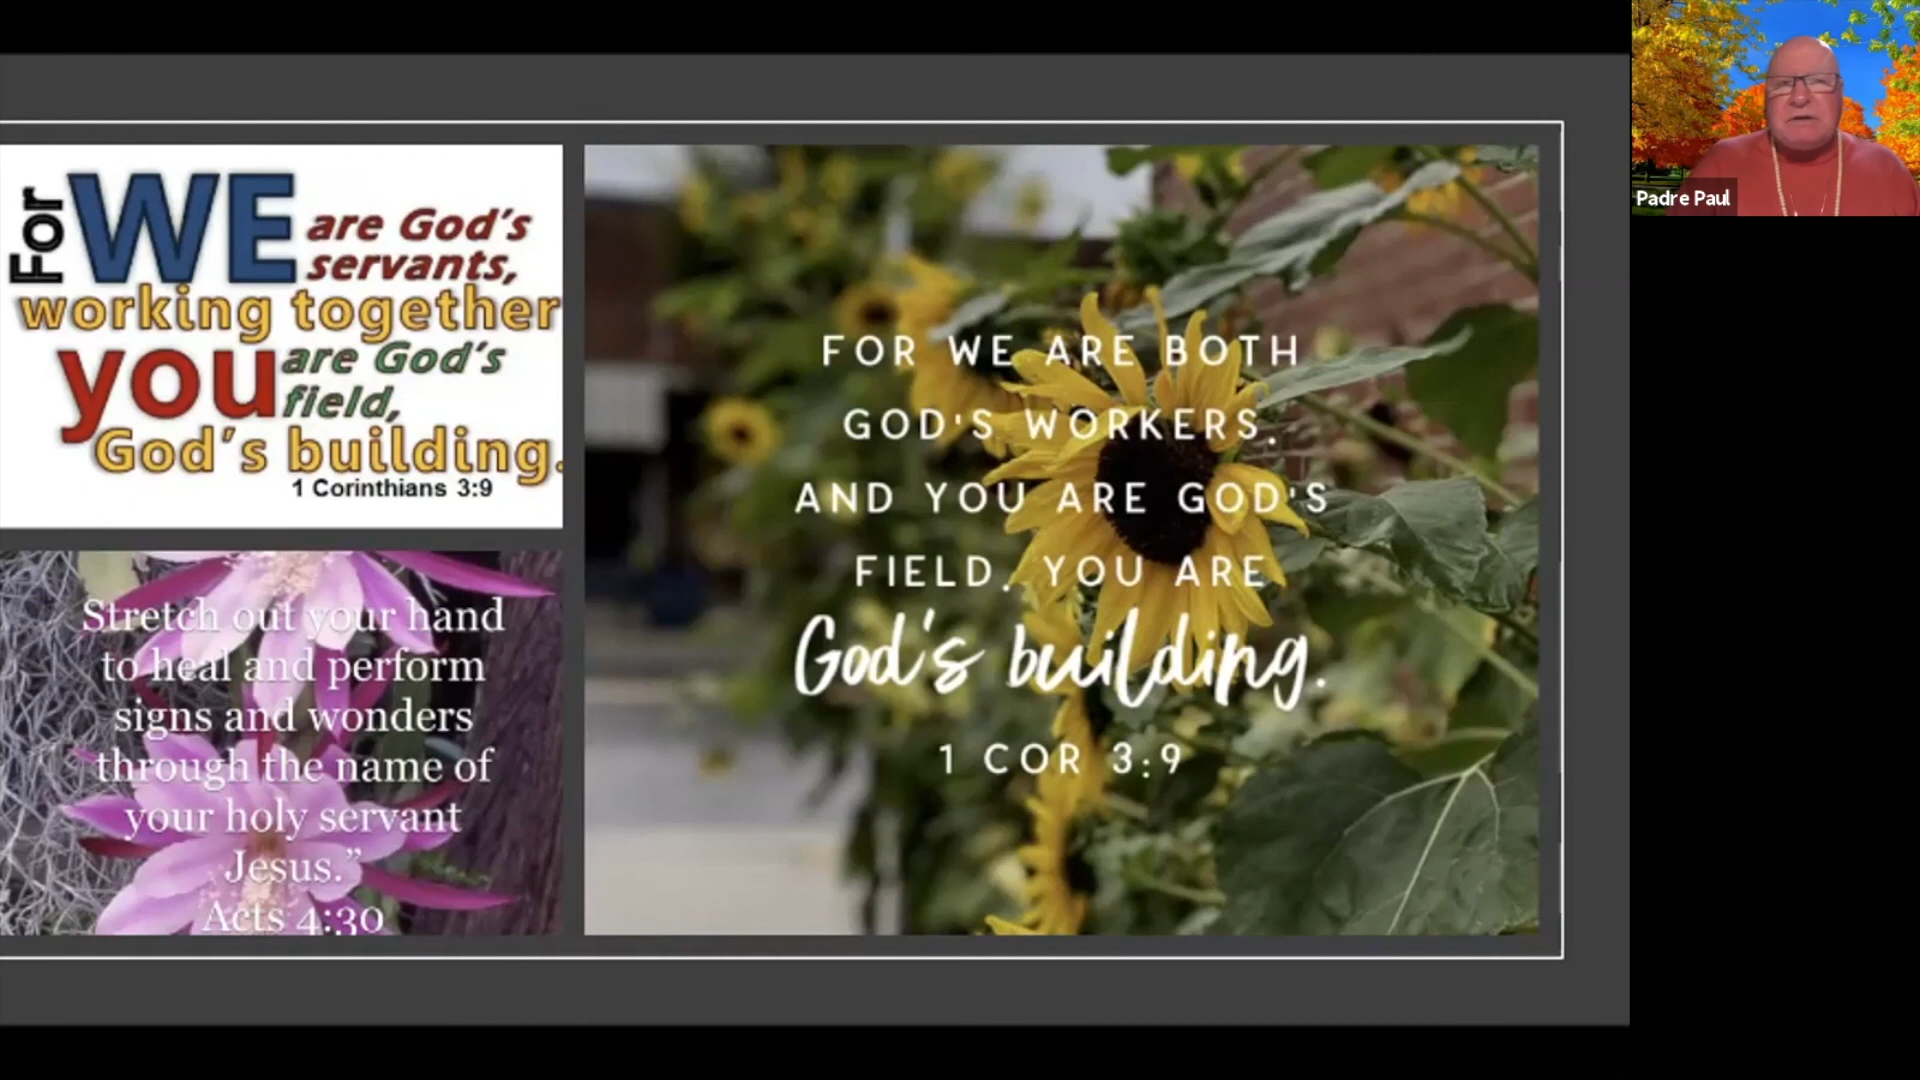 For WE are God's
servants,
working together
you are God's
field,
God's building.
1 Corinthians 3:9
Stretch out your hand
to heal and perform
signs and wonders
through the name of
your holy servant
Jesus.”
Acts 4:30
FOR WE ARE BOTH
GOD'S WORKERS.
AND YOU ARE GOD'S
FIELD. YOU ARE
God's building.
1 COR 3:9
Padre Paul